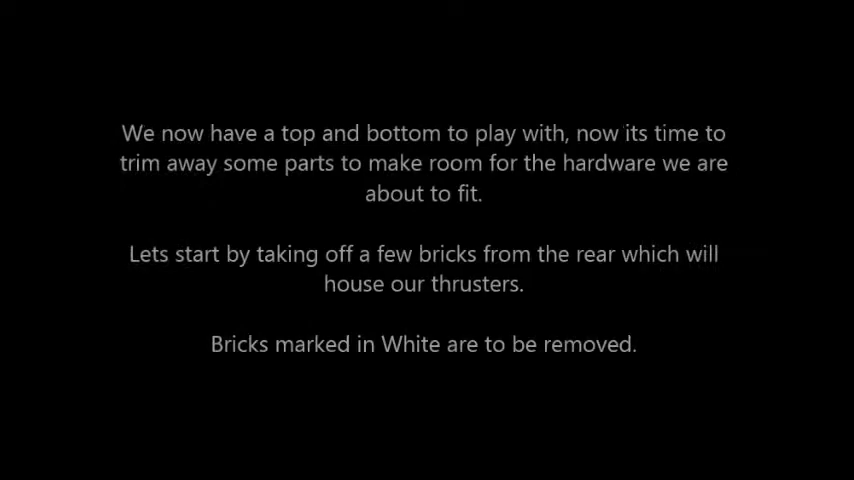 We now have a top and bottom to play with, now its time to
trim away some parts to make room for the hardware we are
about to fit.
Lets start by taking off a few bricks from the rear which will
house our thrusters.
Bricks marked in White are to be removed.